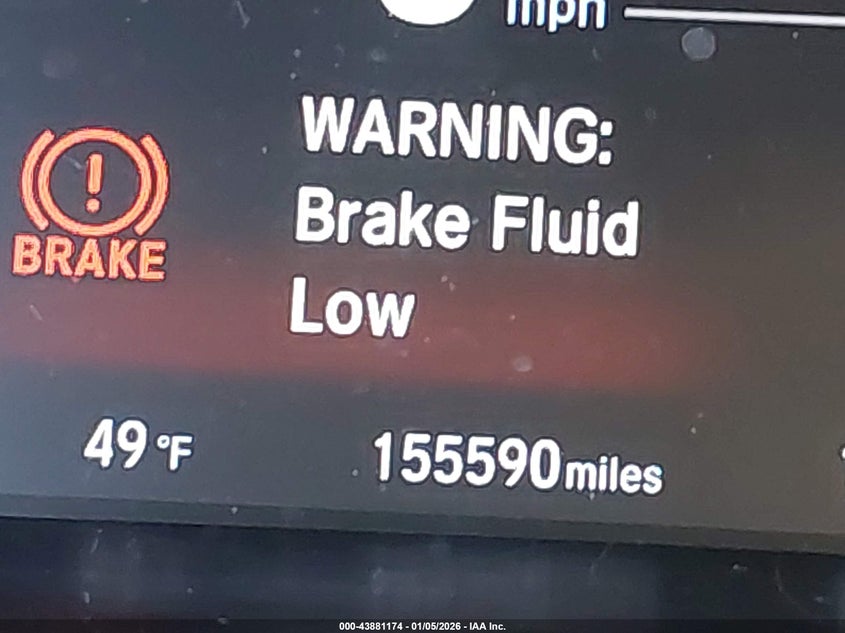 mph
WARNING:
BRAKE
Brake Fluid
Low
49 °F
155590 miles
000-43881174 - 01/05/2026 - IAA Inc.